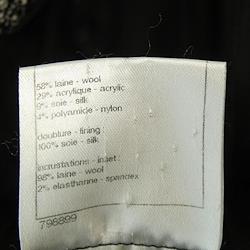 58% laine - wool
29% acrylique - acrylic
9% soie - silk
4% polyamide - nylon
doublure - lining :
100% soie - silk
incrustations - inset :
98% laine - wool
2% elasthanne - spandex
798899